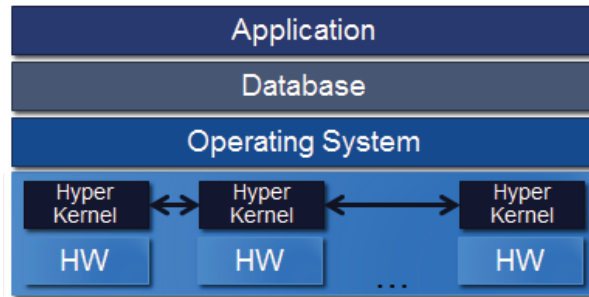 Application
Database
Operating System
Hyper Kernel
Hyper Kernel
Hyper Kernel
HW
HW
...
HW